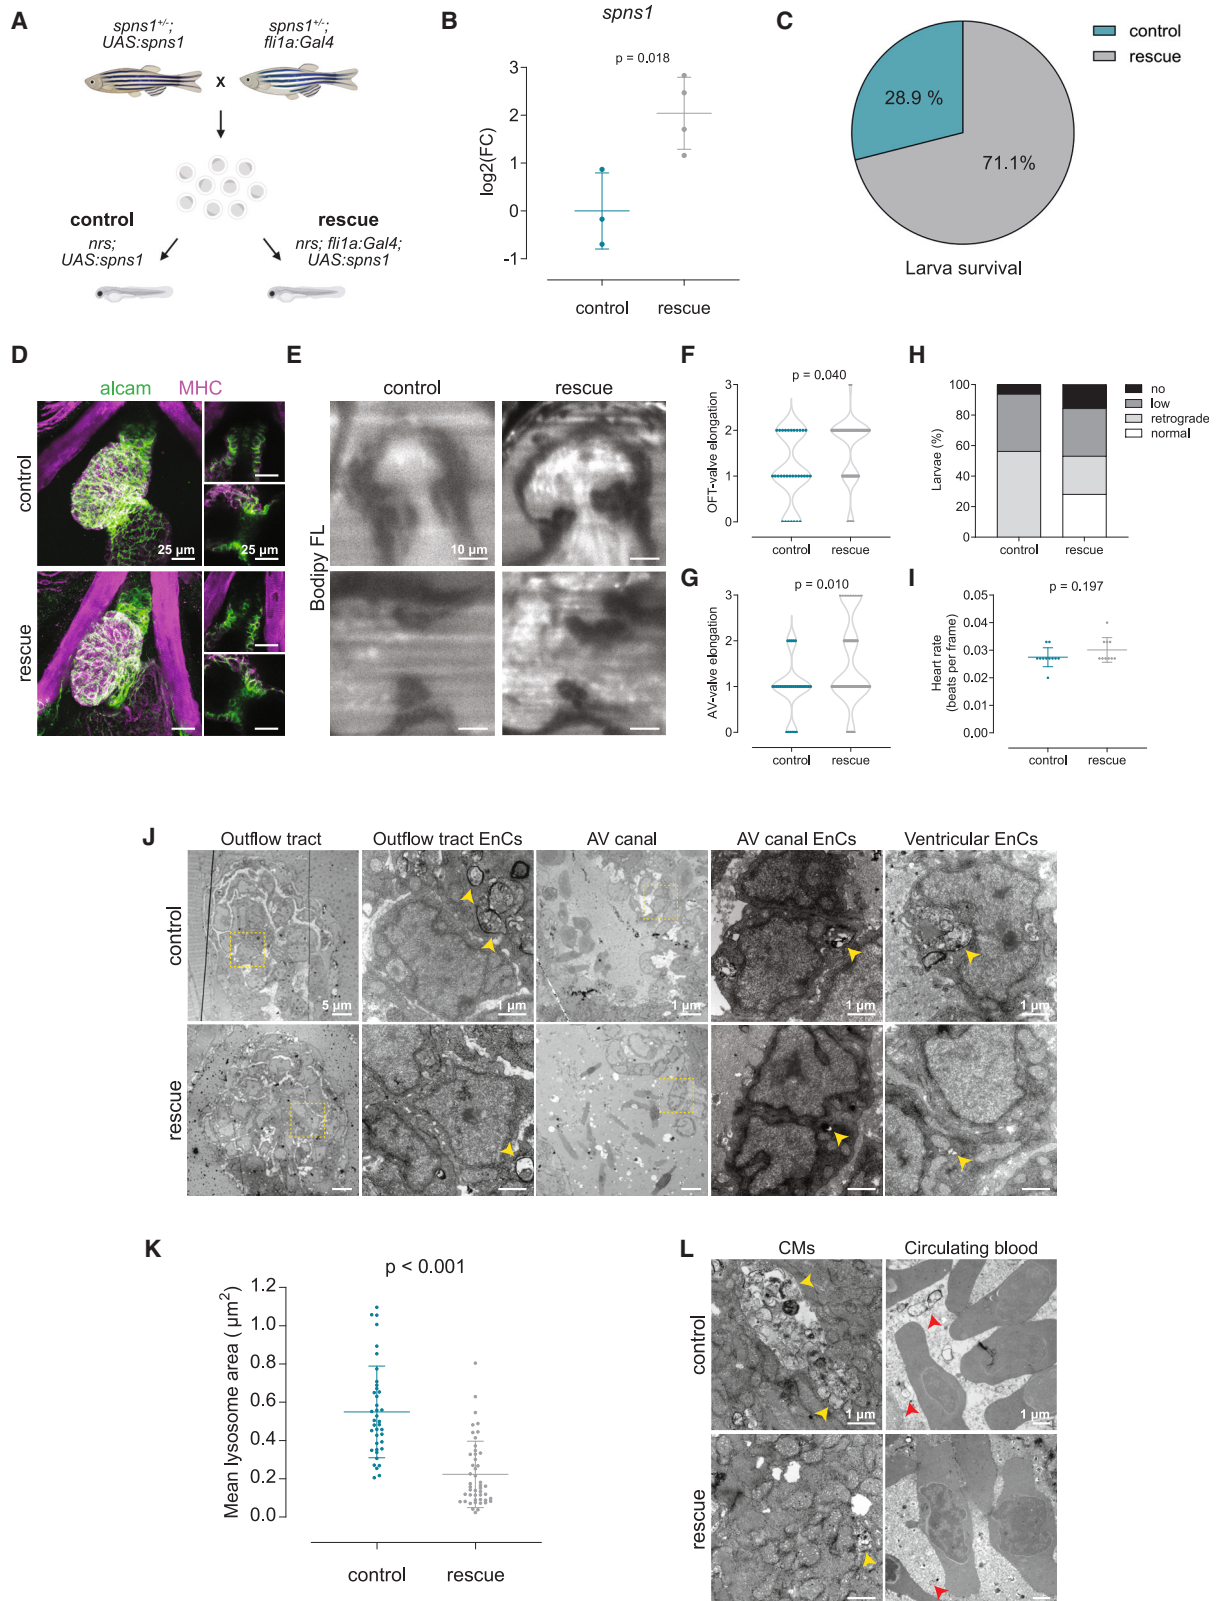 A
spns1+/-;
UAS:spns1
spns1+/-;
fli1a:Gal4
x
control
nrs;
UAS:spns1
rescue
nrs; fli1a:Gal4;
UAS:spns1
B
spns1
p = 0.018
log2(FC)
3
2
1
0
-1
control
rescue
C
control
rescue
28.9 %
71.1%
Larva survival
D
alcam
MHC
control
25 µm
25 µm
rescue
E
control
rescue
Bodipy FL
10 µm
F
p = 0.040
OFT-valve elongation
3
2
1
0
control
rescue
G
p = 0.010
AV-valve elongation
3
2
1
0
control
rescue
H
Larvae (%)
100
80
60
40
20
0
control
rescue
no
low
retrograde
normal
I
p = 0.197
Heart rate
(beats per frame)
0.05
0.04
0.03
0.02
0.01
0.00
control
rescue
J
Outflow tract
Outflow tract EnCs
AV canal
AV canal EnCs
Ventricular EnCs
control
5 µm
1 µm
1 µm
1 µm
1 µm
rescue
K
p < 0.001
Mean lysosome area ( µm2)
1.2
1.0
0.8
0.6
0.4
0.2
0.0
control
rescue
L
CMs
Circulating blood
control
1 µm
1 µm
rescue